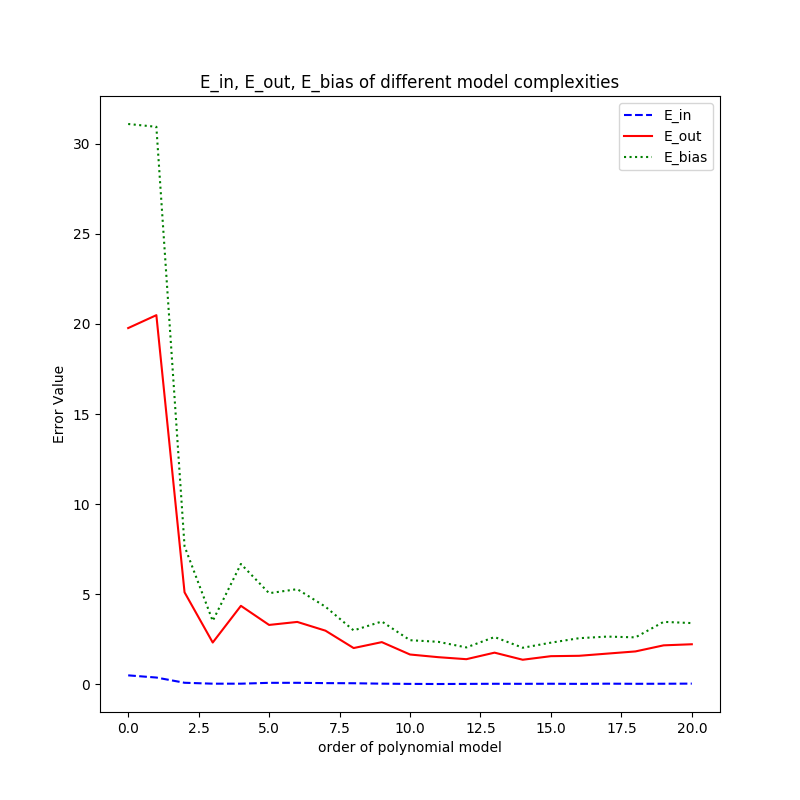 E_in, E_out, E_bias of different model complexities
E_in
E_out
E_bias
30
25
20
15
10
5
0
Error Value
0.0 2.5 5.0 7.5 10.0 12.5 15.0 17.5 20.0
order of polynomial model